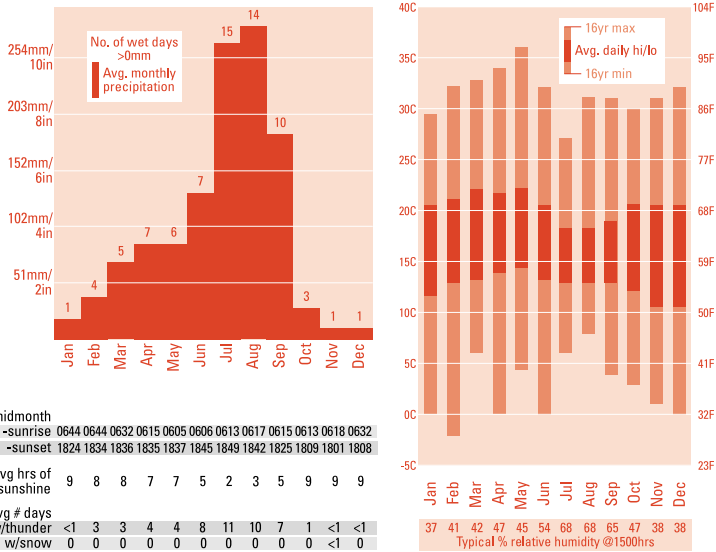 No. of wet days
>0mm
Avg. monthly
precipitation
254mm/
10in
203mm/
8in
152mm/
6in
102mm/
4in
51mm/
2in
1 4 5 7 6 7 15 14 10 3 1 1
Jan Feb Mar Apr May Jun Jul Aug Sep Oct Nov Dec
midmonth
-sunrise 0644 0644 0632 0615 0605 0606 0613 0617 0615 0613 0618 0632
-sunset 1824 1834 1836 1835 1837 1845 1849 1842 1825 1809 1801 1808
vg hrs of
sunshine 9 8 8 7 7 5 2 3 5 9 9 9
vg # days
/thunder <1 3 3 4 4 8 11 10 7 1 <1 <1
w/snow 0 0 0 0 0 0 0 0 0 0 <1 0
16yr max
Avg. daily hi/lo
16yr min
40C 104F
35C 95F
30C 86F
25C 77F
20C 68F
15C 59F
10C 50F
5C 41F
0C 32F
-5C 23F
Jan Feb Mar Apr May Jun Jul Aug Sep Oct Nov Dec
37 41 42 47 45 54 68 68 65 47 38 38
Typical % relative humidity @1500hrs